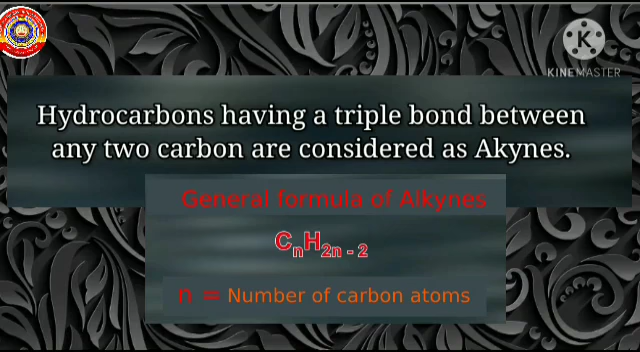 KINEMASTER
Hydrocarbons having a triple bond between
any two carbon are considered as Akynes.
General formula of Alkynes
CnH2n - 2
n = Number of carbon atoms